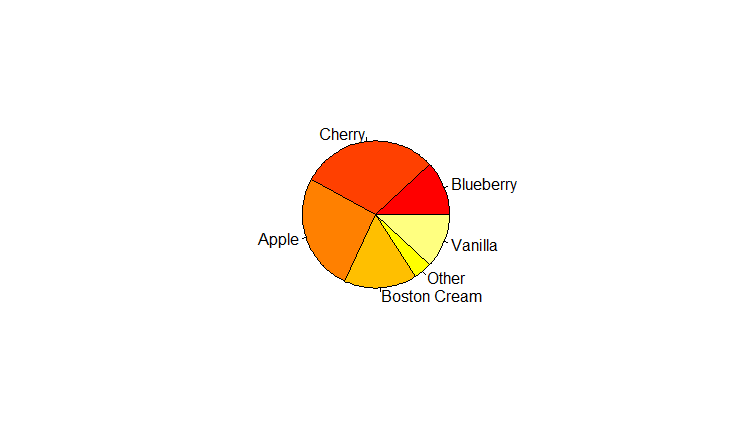 Cherry
Blueberry
Apple
Vanilla
Other
Boston Cream